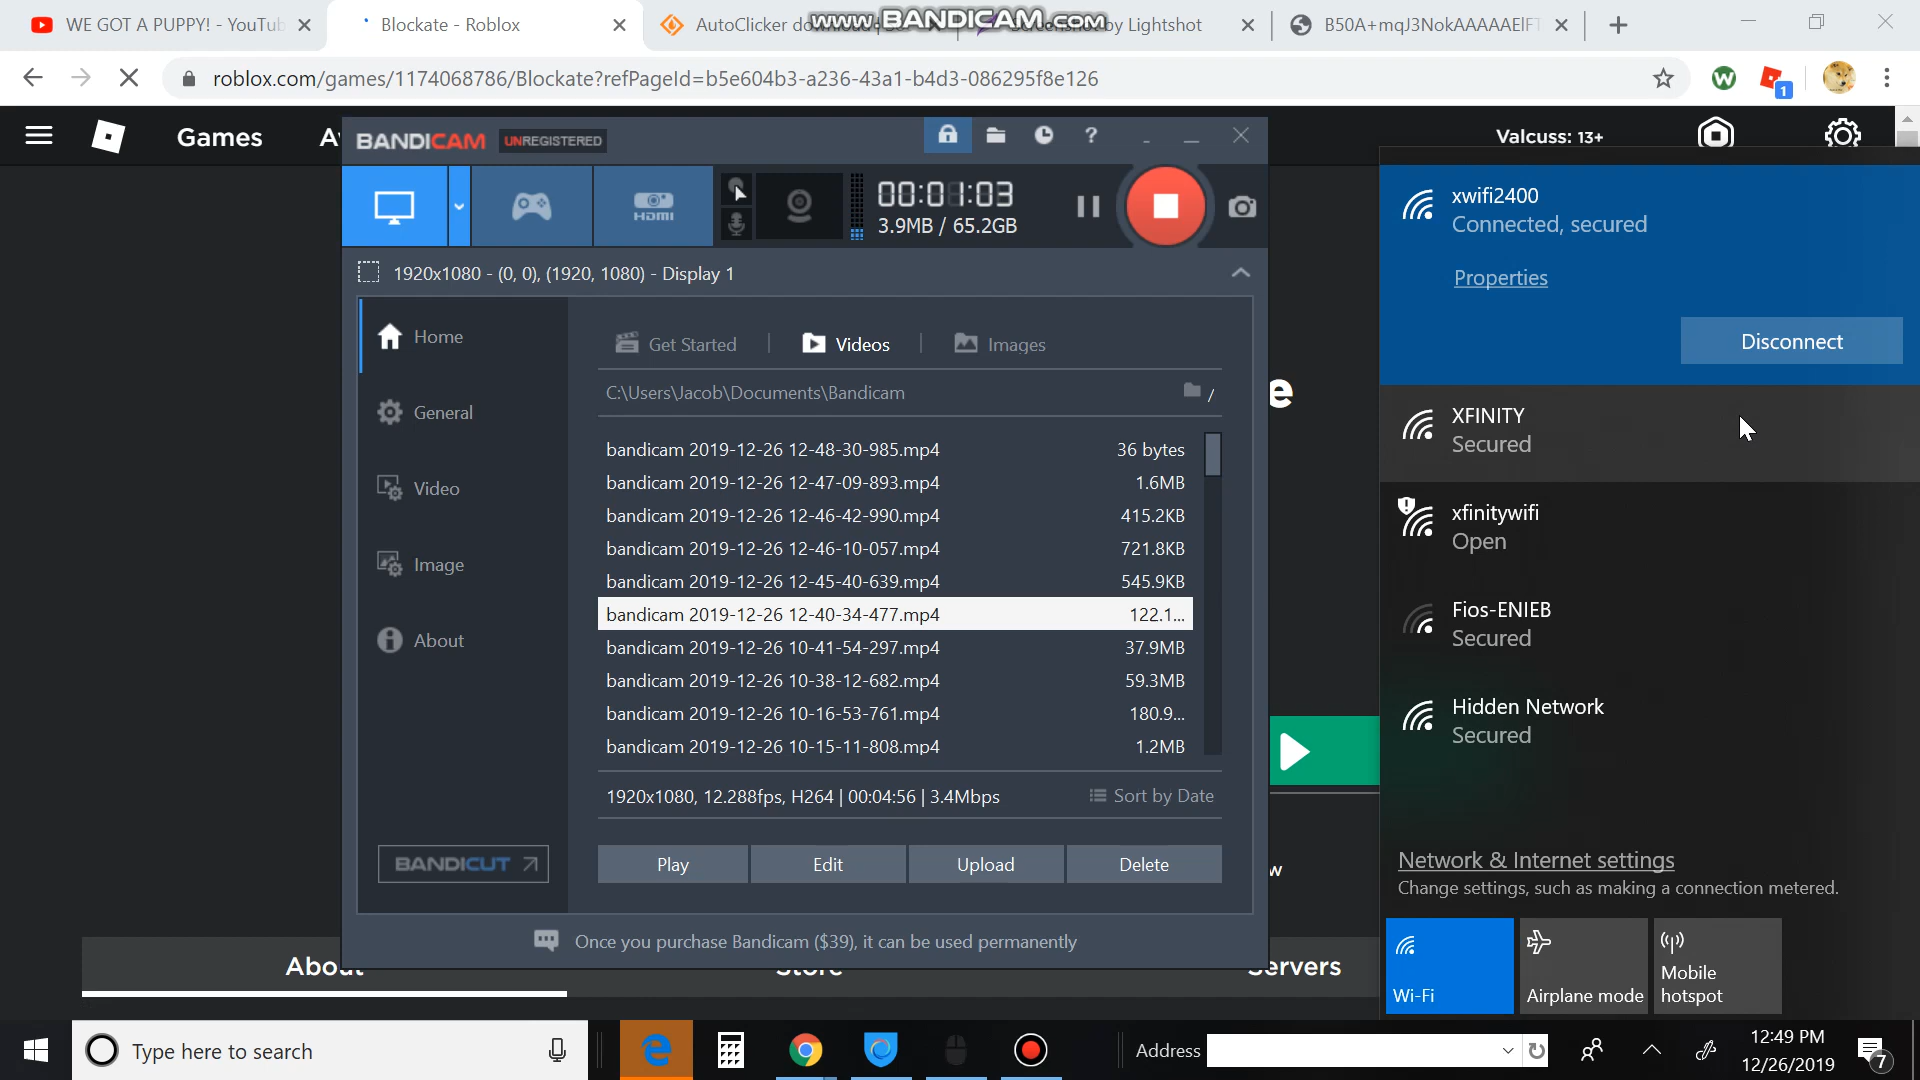 WE GOT A PUPPY! - YouTub
Blockate - Roblox
AutoClicker
www.BANDICAM.com
by Lightshot
B50A+mqJ3NokAAAAAElFT
roblox.com/games/1174068786/Blockate?refPageId=b5e604b3-a236-43a1-b4d3-086295f8e126
W
1
Games
Valcuss: 13+
BANDICAM
UNREGISTERED
?
HDMI
00:01:03
3.9MB / 65.2GB
1920x1080 - (0, 0), (1920, 1080) - Display 1
Home
General
Video
Image
About
Get Started
Videos
Images
C:\Users\Jacob\Documents\Bandicam
/
bandicam 2019-12-26 12-48-30-985.mp4 36 bytes
bandicam 2019-12-26 12-47-09-893.mp4 1.6MB
bandicam 2019-12-26 12-46-42-990.mp4 415.2KB
bandicam 2019-12-26 12-46-10-057.mp4 721.8KB
bandicam 2019-12-26 12-45-40-639.mp4 545.9KB
bandicam 2019-12-26 12-40-34-477.mp4 122.1...
bandicam 2019-12-26 10-41-54-297.mp4 37.9MB
bandicam 2019-12-26 10-38-12-682.mp4 59.3MB
bandicam 2019-12-26 10-16-53-761.mp4 180.9...
bandicam 2019-12-26 10-15-11-808.mp4 1.2MB
1920x1080, 12.288fps, H264 | 00:04:56 | 3.4Mbps
Sort by Date
BANDICUT
Play
Edit
Upload
Delete
Once you purchase Bandicam ($39), it can be used permanently
e
w
About
Store
Servers
xwifi2400
Connected, secured
Properties
Disconnect
XFINITY
Secured
xfinitywifi
Open
Fios-ENIEB
Secured
Hidden Network
Secured
Network & Internet settings
Change settings, such as making a connection metered.
Wi-Fi
Airplane mode
Mobile
hotspot
Type here to search
Address
12:49 PM
12/26/2019
7